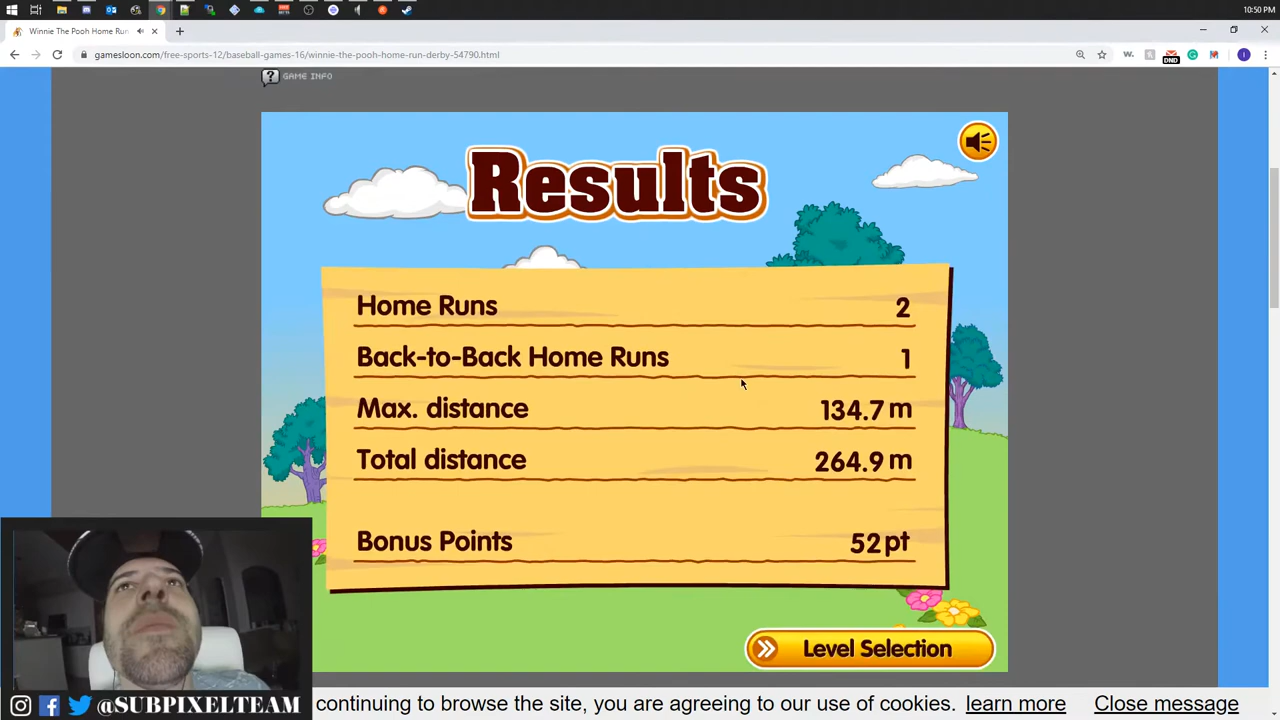 10:50 PM
Winnie The Pooh Home Run
gamesloon.com/free-sports-12/baseball-games-16/winnie-the-pooh-home-run-derby-54790.html
W.
DND
GAME INFO
Results
Home Runs 2
Back-to-Back Home Runs 1
Max. distance 134.7 m
Total distance 264.9 m
Bonus Points 52 pt
Level Selection
@SUBPIXELTEAM
continuing to browse the site, you are agreeing to our use of cookies. learn more Close message